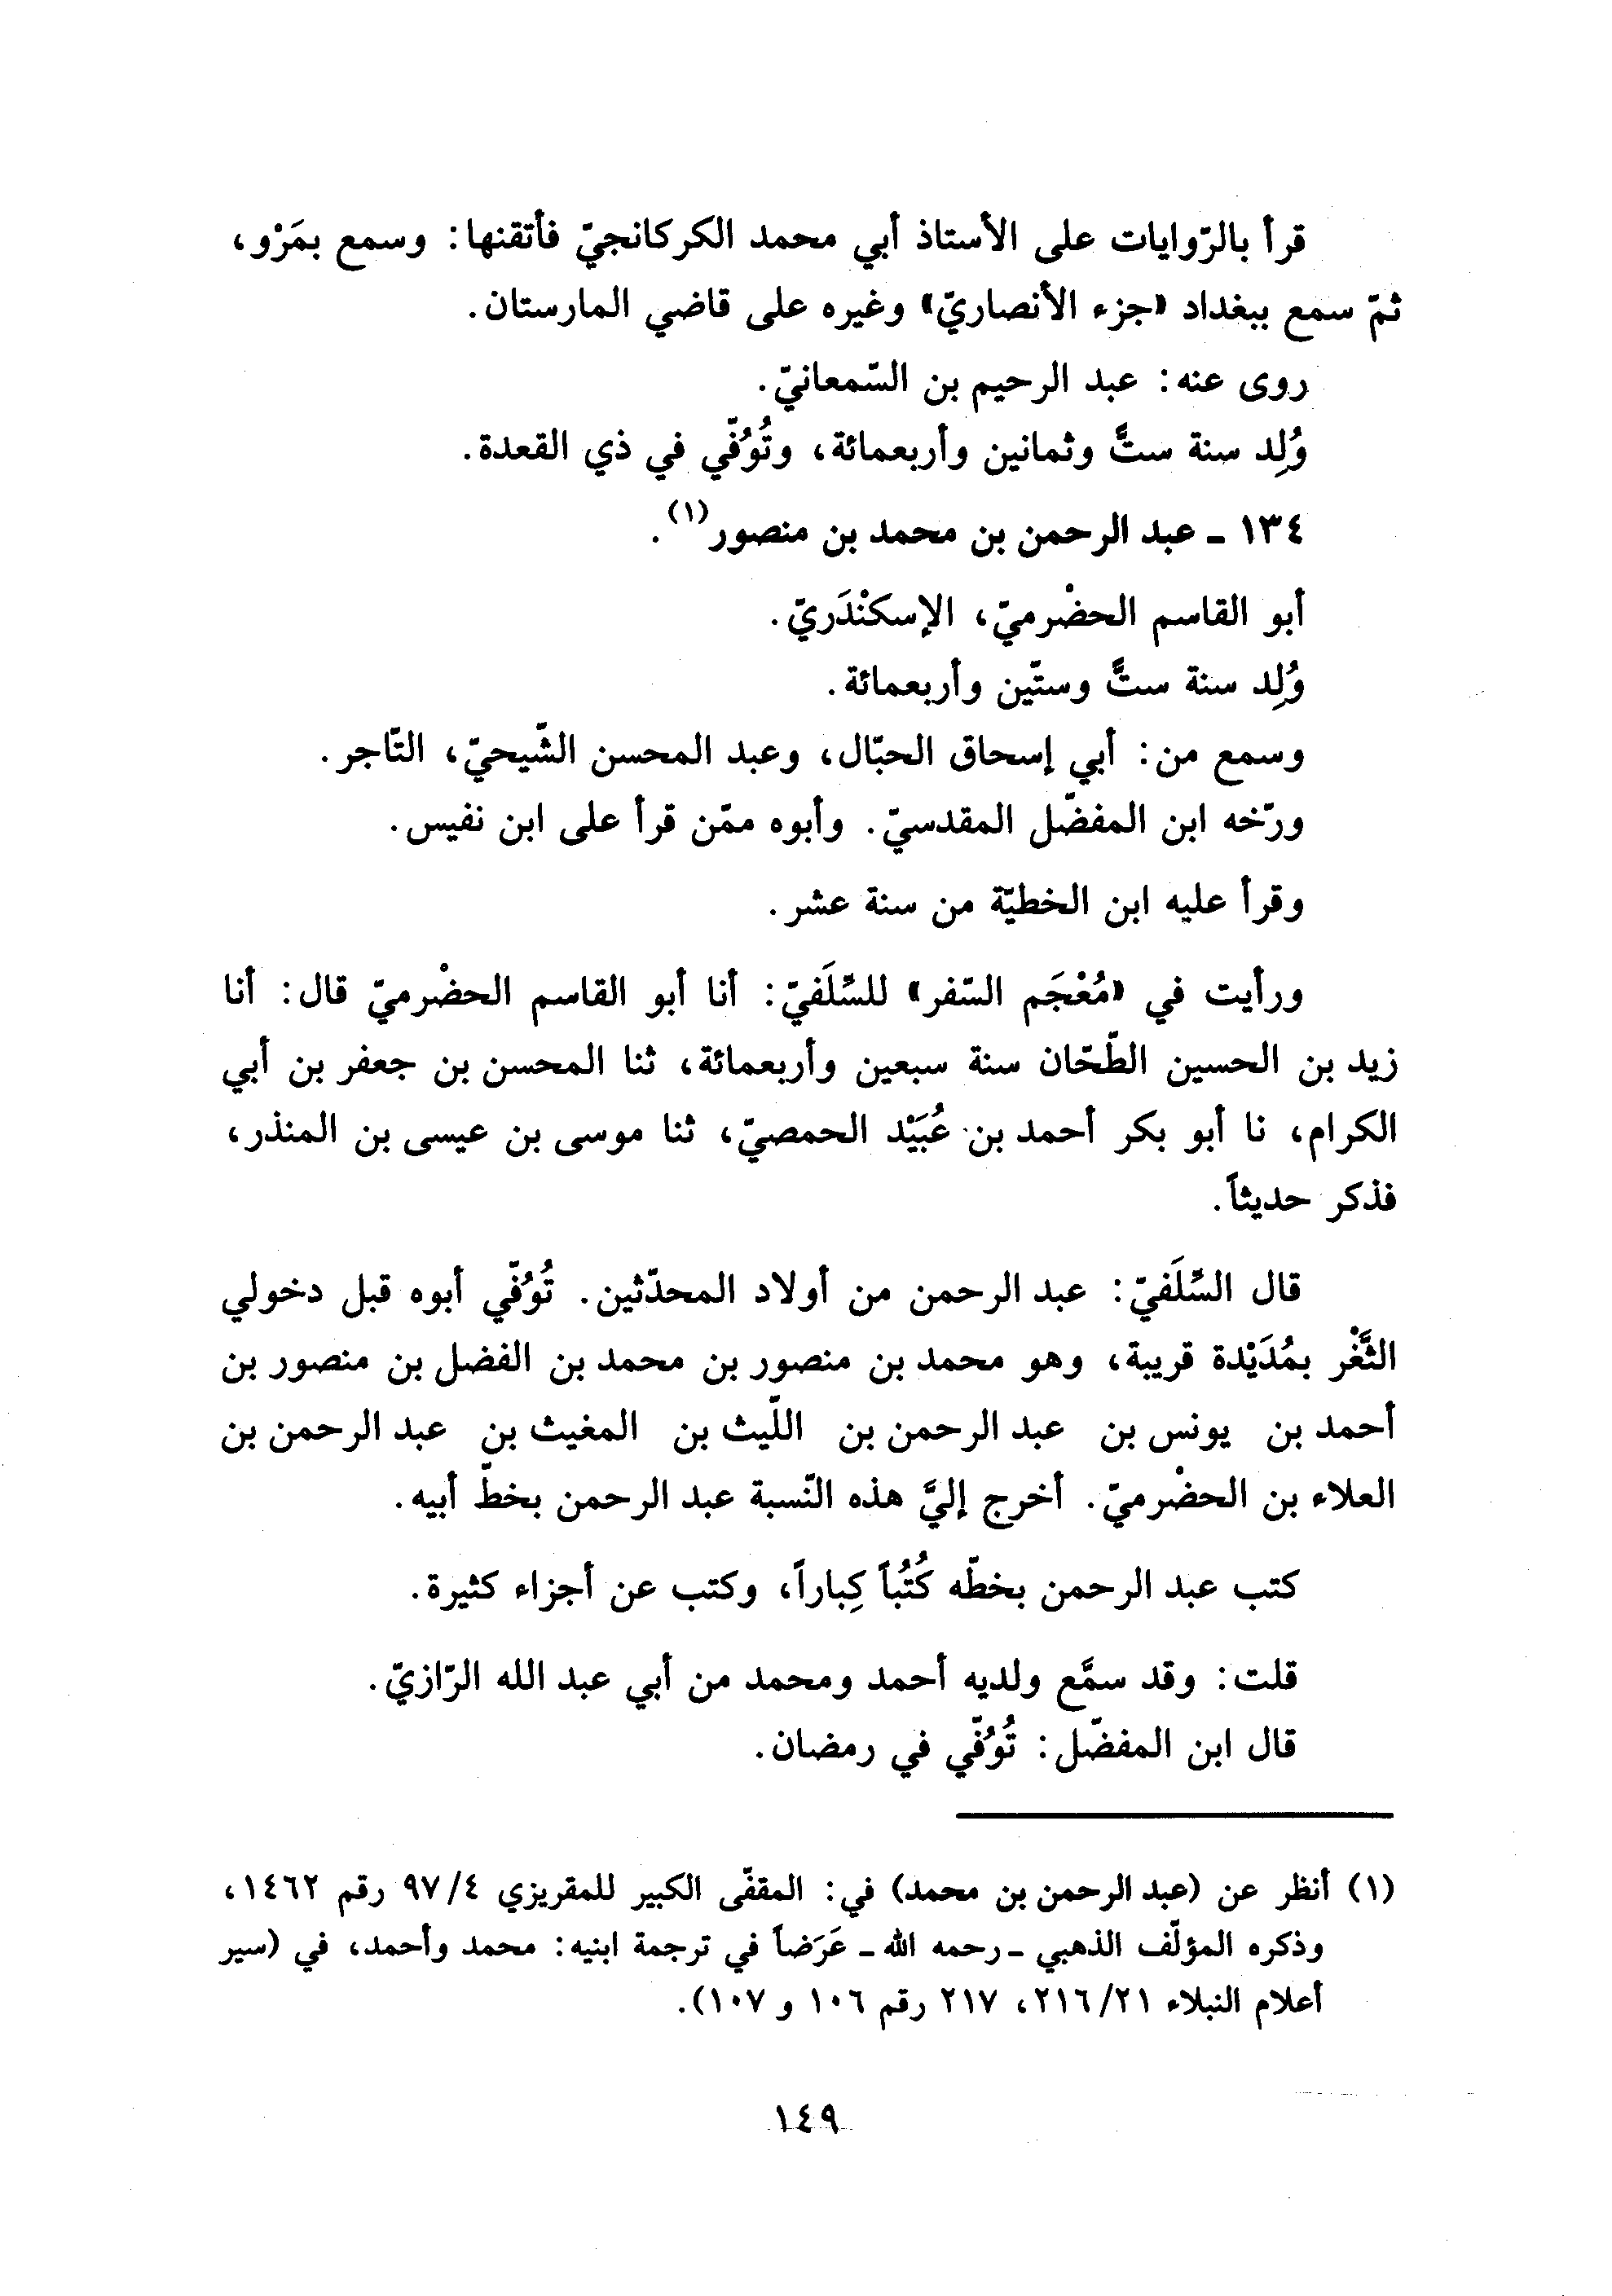 قرأ بالرّوايات على الأستاذ أبي محمد الكركانجيّ فأتقنها: وسمع بمَرْو،
ثمّ سمع ببغداد «جزء الأنصاريّ» وغيره على قاضي المارستان.
روى عنه: عبد الرحيم بن السّمعانيّ.
وُلِد سنة ستًّ وثمانين وأربعمائة، وتُوُفّي في ذي القعدة.
١٣٤ ـ عبد الرحمن بن محمد بن منصور(١).
أبو القاسم الحضْرميّ، الإسكنْدَريّ.
وُلِد سنة ستًّ وستّين وأربعمائة.
وسمع من: أبي إسحاق الحبّال، وعبد المحسن الشّيحيّ، التّاجر.
ورّخه ابن المفضّل المقدسيّ. وأبوه ممّن قرأ على ابن نفيس.
وقرأ عليه ابن الخطيّة من سنة عشر.
ورأيت في «مُعْجَم السّفر» للسِّلَفيّ: أنا أبو القاسم الحضْرميّ قال: أنا
زيد بن الحسين الطّحّان سنة سبعين وأربعمائة، ثنا المحسن بن جعفر بن أبي
الكرام، نا أبو بكر أحمد بن عُبَيْد الحمصيّ، ثنا موسى بن عيسى بن المنذر،
فذكر حديثاً.
قال السِّلَفيّ: عبد الرحمن من أولاد المحدّثين. تُوُفّي أبوه قبل دخولي
الثَّغْر بمُدَيْدة قريبة، وهو محمد بن منصور بن محمد بن الفضل بن منصور بن
أحمد بن يونس بن عبد الرحمن بن اللّيث بن المغيث بن عبد الرحمن بن
العلاء بن الحضْرميّ. أخرج إليَّ هذه النّسبة عبد الرحمن بخطّ أبيه.
كتب عبد الرحمن بخطّه كُتُباً كِباراً، وكتب عن أجزاء كثيرة.
قلت: وقد سمَّع ولديه أحمد ومحمد من أبي عبد الله الرّازيّ.
قال ابن المفضّل: تُوُفّي في رمضان.
(١) أنظر عن (عبد الرحمن بن محمد) في: المقفّى الكبير للمقريزي ٩٧/٤ رقم ١٤٦٢،
وذكره المؤلّف الذهبي ـ رحمه الله ـ عَرَضاً في ترجمة ابنيه: محمد وأحمد، في (سير
أعلام النبلاء ٢١٦/٢١، ٢١٧ رقم ١٠٦ و ١٠٧).
١٤٩